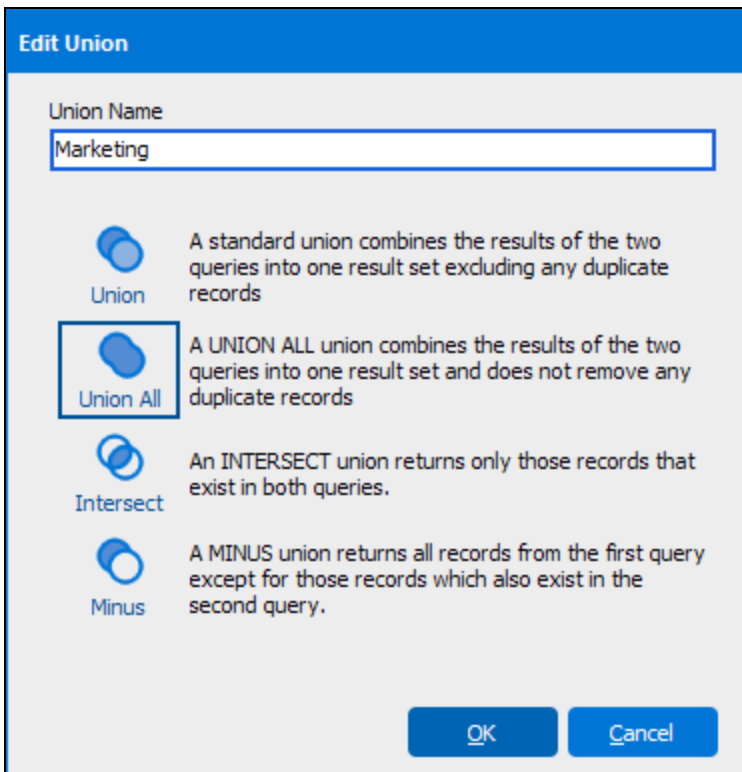 Edit Union
Union Name
Marketing
Union
A standard union combines the results of the two
queries into one result set excluding any duplicate
records
Union All
A UNION ALL union combines the results of the two
queries into one result set and does not remove any
duplicate records
Intersect
An INTERSECT union returns only those records that
exist in both queries.
Minus
A MINUS union returns all records from the first query
except for those records which also exist in the
second query.
OK
Cancel